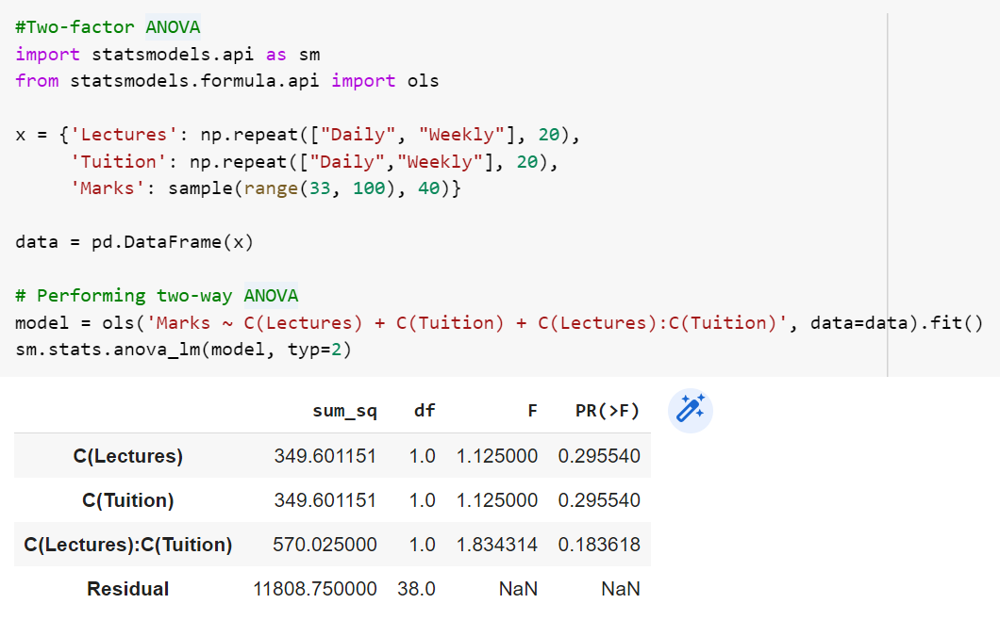 #Two-factor ANOVA
import statsmodels.api as sm
from statsmodels.formula.api import ols
x = {'Lectures': np.repeat(["Daily", "Weekly"], 20),
'Tuition': np.repeat(["Daily","Weekly"], 20),
'Marks': sample(range(33, 100), 40)}
data = pd.DataFrame(x)
# Performing two-way ANOVA
model = ols('Marks ~ C(Lectures) + C(Tuition) + C(Lectures):C(Tuition)', data=data).fit()
sm.stats.anova_lm(model, typ=2)
sum_sq df F PR(>F)
C(Lectures) 349.601151 1.0 1.125000 0.295540
C(Tuition) 349.601151 1.0 1.125000 0.295540
C(Lectures):C(Tuition) 570.025000 1.0 1.834314 0.183618
Residual 11808.750000 38.0 NaN NaN